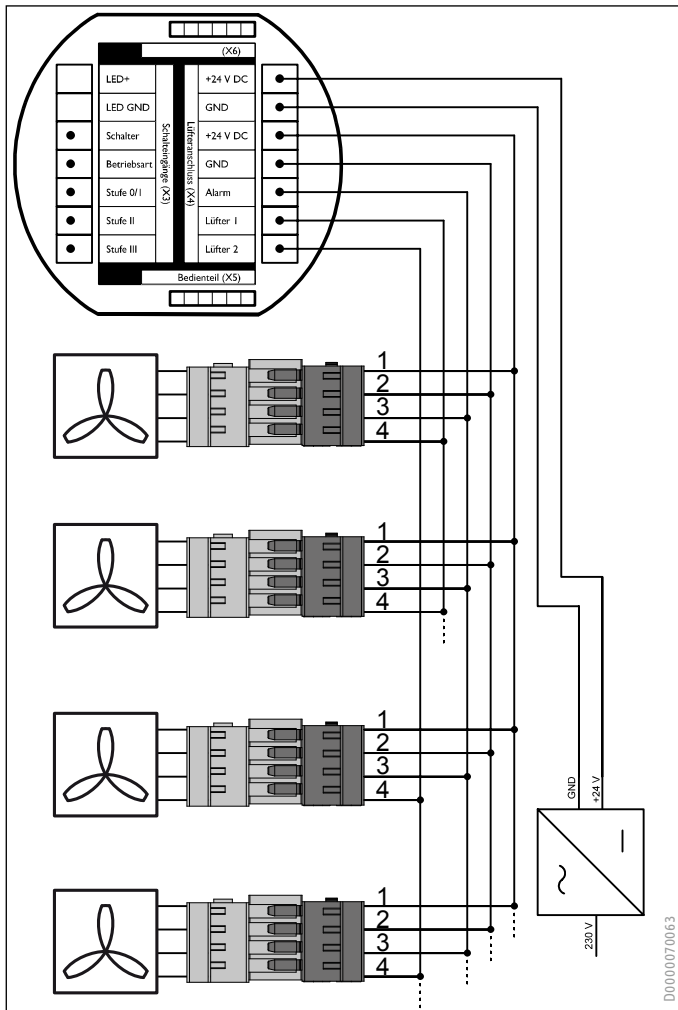 (X6)
LED+
+24 V DC
LED GND
GND
Schalter
+24 V DC
Betriebsart
GND
Stufe 0/I
Alarm
Stufe II
Lüfter 1
Stufe III
Lüfter 2
Schalteingänge (X3)
Lüfteranschluss (X4)
Bedienteil (X5)
1
2
3
4
1
2
3
4
1
2
3
4
1
2
3
4
GND
+24 V
230 V
D0000070063